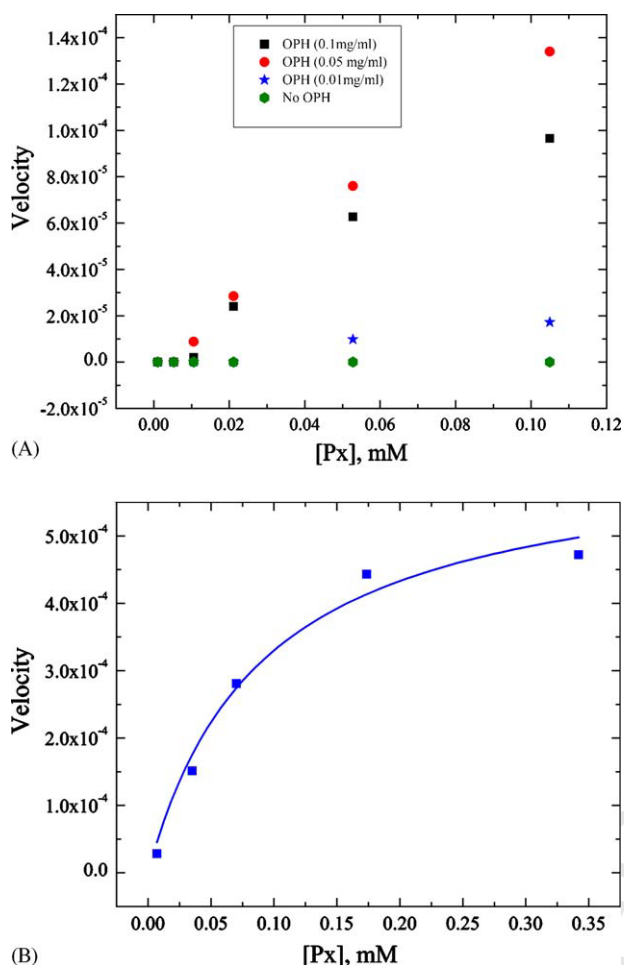 1.4x10-4
1.2x10-4
1.0x10-4
8.0x10-5
6.0x10-5
4.0x10-5
2.0x10-5
0.0
-2.0x10-5
Velocity
OPH (0.1mg/ml)
OPH (0.05 mg/ml)
OPH (0.01mg/ml)
No OPH
0.00 0.02 0.04 0.06 0.08 0.10 0.12
(A)
[Px], mM
5.0x10-4
4.0x10-4
3.0x10-4
2.0x10-4
1.0x10-4
0.0
Velocity
0.00 0.05 0.10 0.15 0.20 0.25 0.30 0.35
(B)
[Px], mM